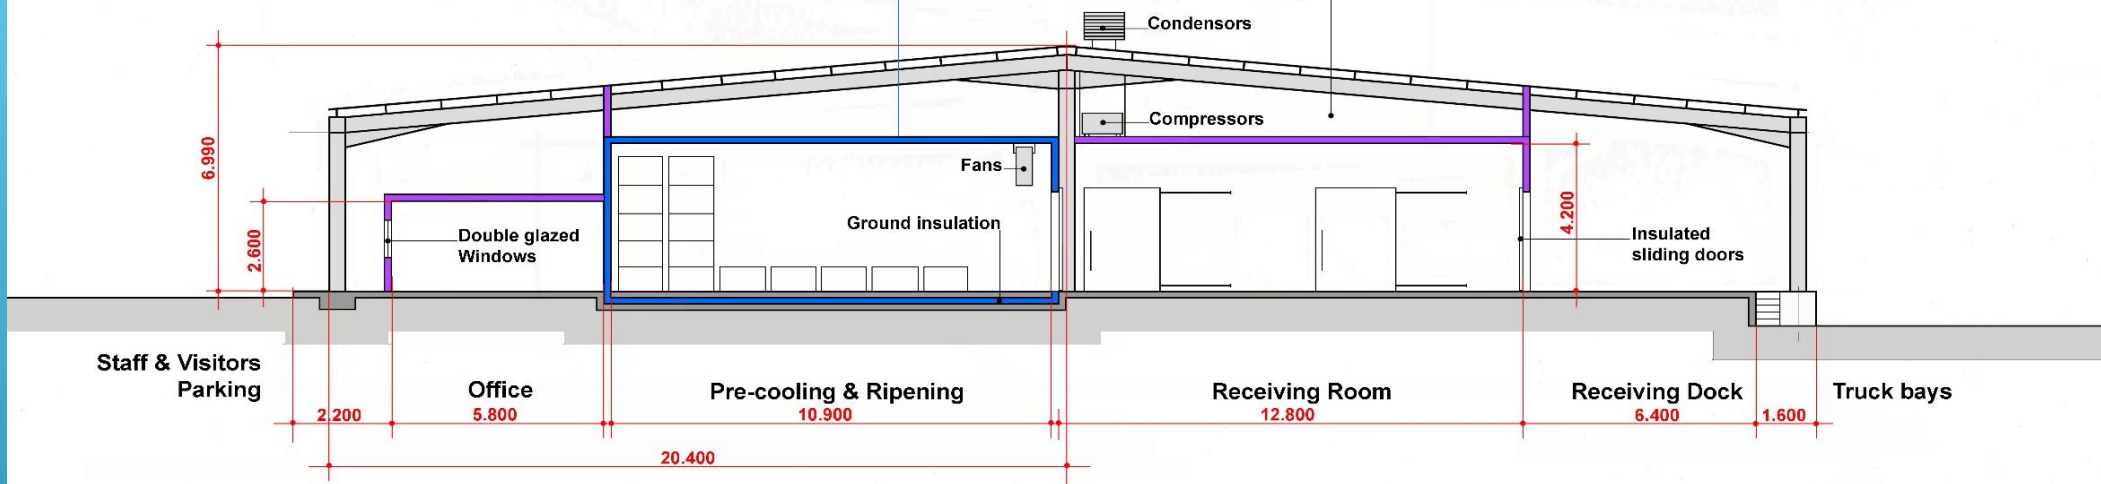 Condensors
6.990
Compressors
Fans
4.200
Ground insulation
2.600
Double glazed
Windows
Insulated
sliding doors
Staff & Visitors
Parking
Office
Pre-cooling & Ripening
Receiving Room
Receiving Dock
Truck bays
2.200
5.800
10.900
12.800
6.400
1.600
20.400